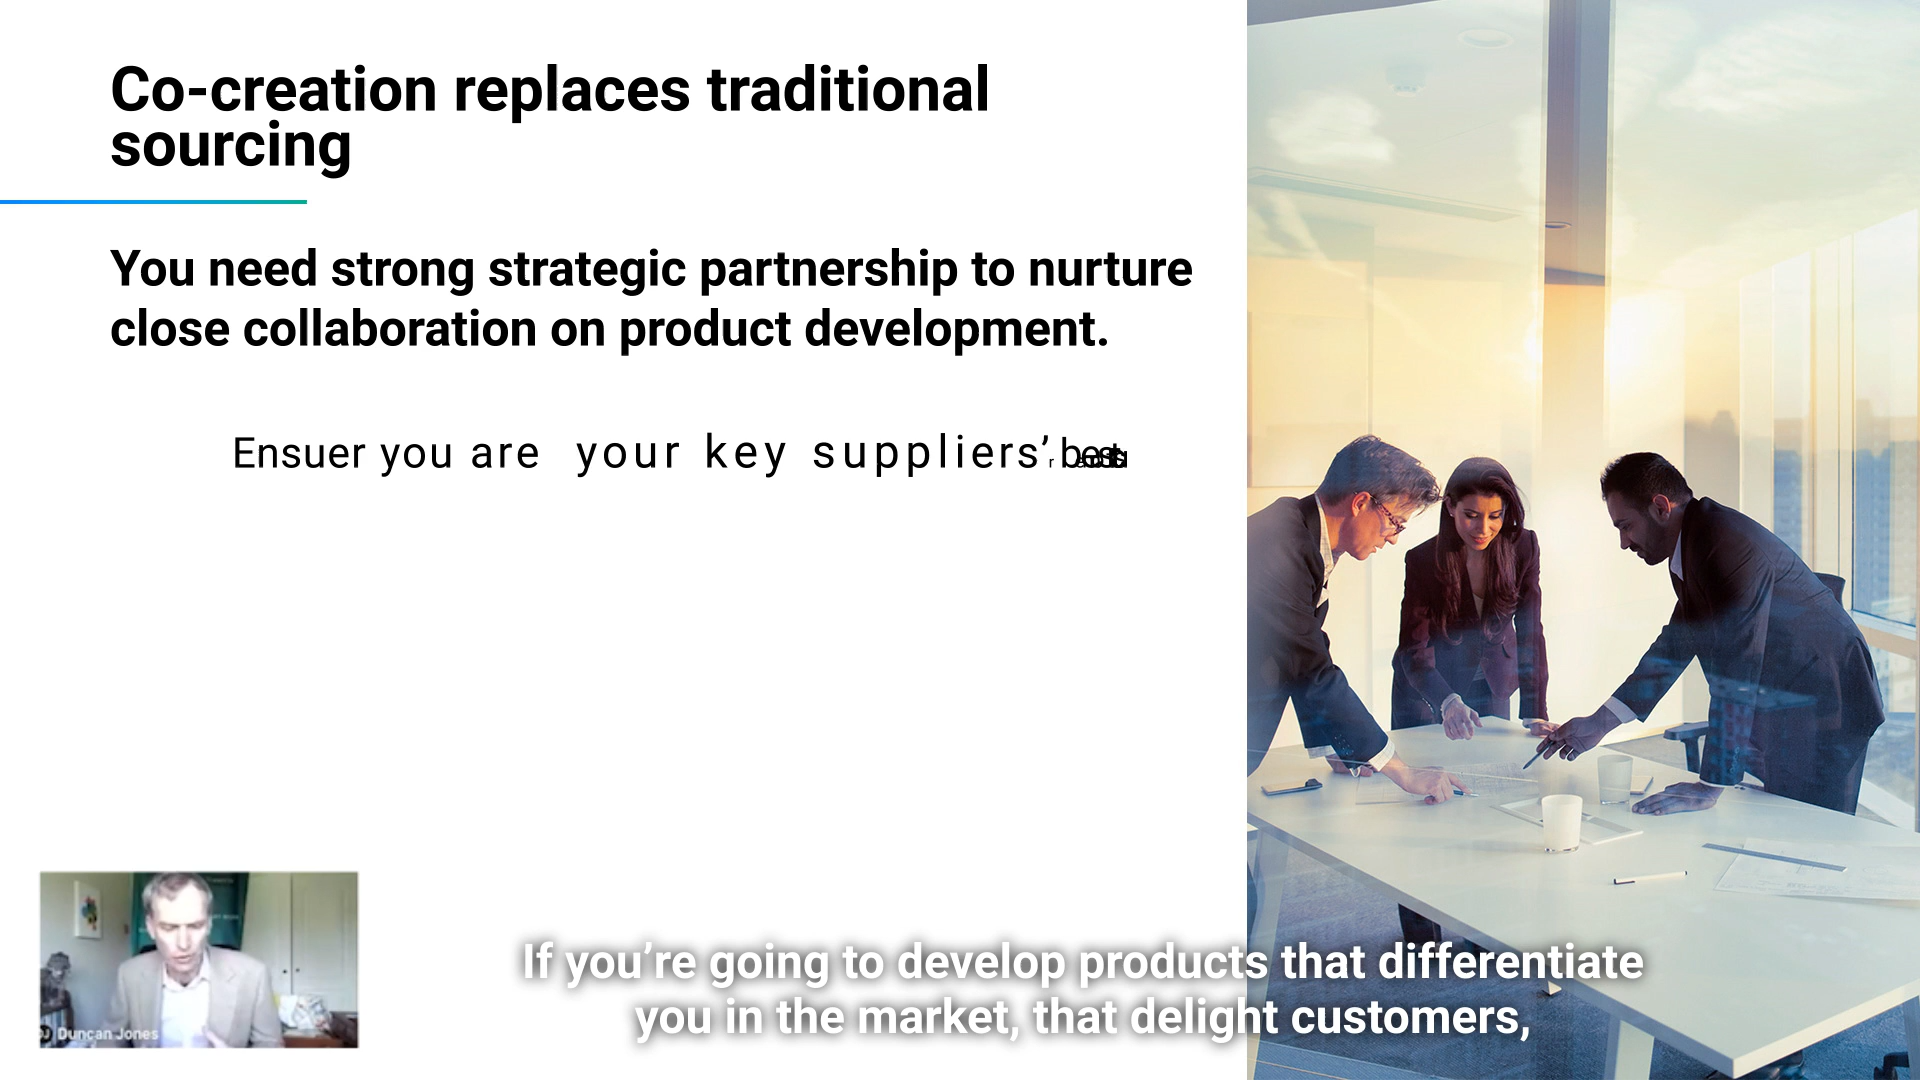 Co-creation replaces traditional
sourcing
You need strong strategic partnership to nurture
close collaboration on product development.
Ensuer you are your key suppliers’ best
Duncan Jones
If you’re going to develop products that differentiate
you in the market, that delight customers,